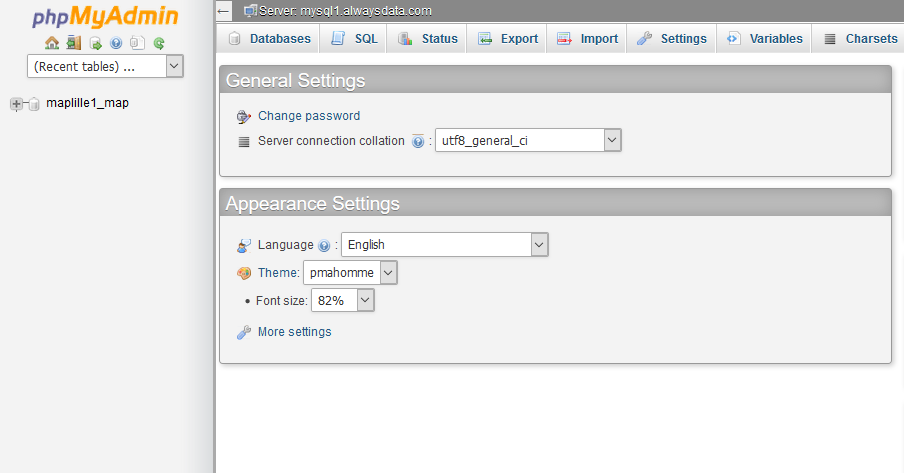 phpMyAdmin
(Recent tables) ...
maplille1_map
← Server: mysql1.alwaysdata.com
Databases SQL Status Export Import Settings Variables Charsets
General Settings
Change password
Server connection collation : utf8_general_ci
Appearance Settings
Language : English
Theme: pmahomme
• Font size: 82%
More settings